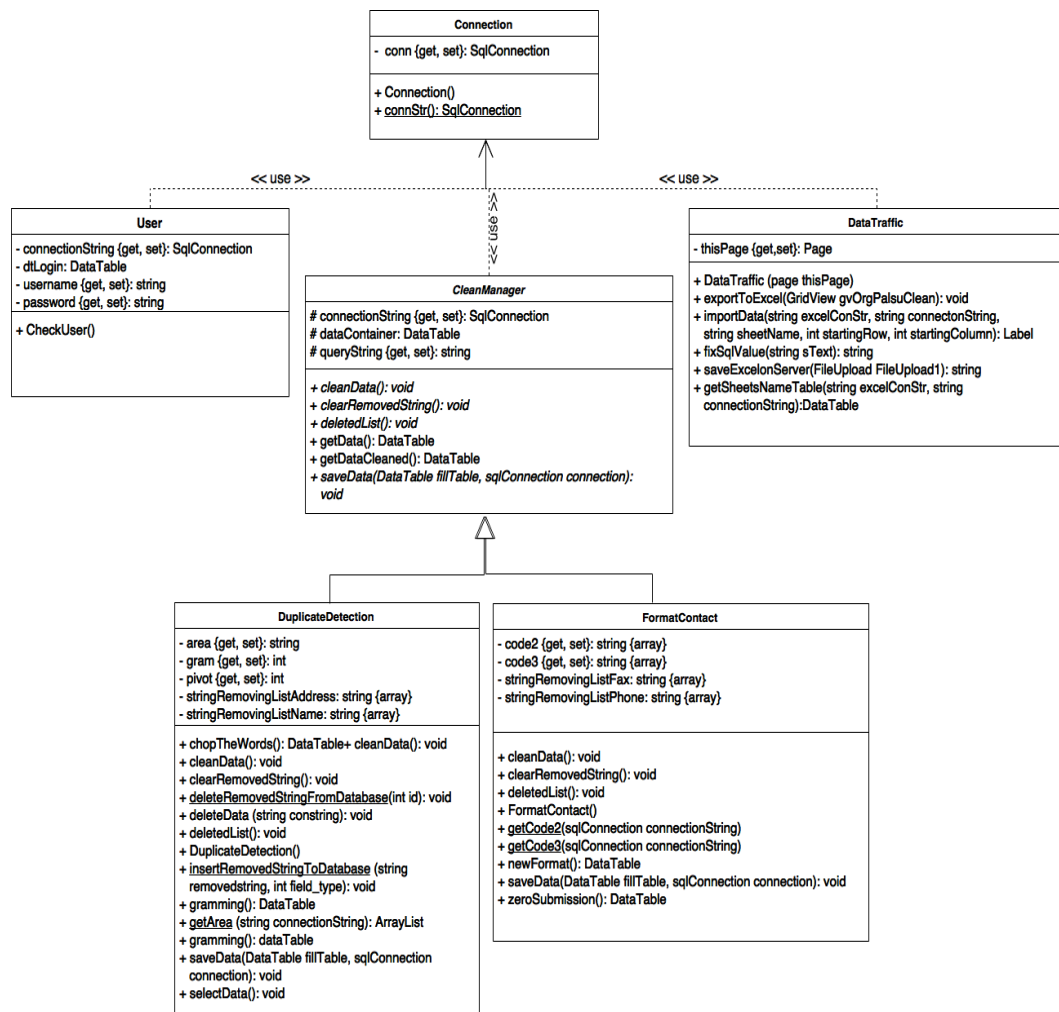 Connection
- conn {get, set}: SqlConnection
+ Connection()
+ connStr(): SqlConnection
<< use >>
<< use >>
<< use >>
User
- connectionString {get, set}: SqlConnection
- dtLogin: DataTable
- username {get, set}: string
- password {get, set}: string
+ CheckUser()
CleanManager
# connectionString {get, set}: SqlConnection
# dataContainer: DataTable
# queryString {get, set}: string
+ cleanData(): void
+ clearRemovedString(): void
+ deletedList(): void
+ getData(): DataTable
+ getDataCleaned(): DataTable
+ saveData(DataTable fillTable, sqlConnection connection):
void
DataTraffic
- thisPage {get,set}: Page
+ DataTraffic (page thisPage)
+ exportToExcel(GridView gvOrgPalsuClean): void
+ importData(string excelConStr, string connectonString,
string sheetName, int startingRow, int startingColumn): Label
+ fixSqlValue(string sText): string
+ saveExcelonServer(FileUpload FileUpload1): string
+ getSheetsNameTable(string excelConStr, string
connectionString):DataTable
DuplicateDetection
- area {get, set}: string
- gram {get, set}: int
- pivot {get, set}: int
- stringRemovingListAddress: string {array}
- stringRemovingListName: string {array}
+ chopTheWords(): DataTable+ cleanData(): void
+ cleanData(): void
+ clearRemovedString(): void
+ deleteRemovedStringFromDatabase(int id): void
+ deleteData (string constring): void
+ deletedList(): void
+ DuplicateDetection()
+ insertRemovedStringToDatabase (string
removedstring, int field_type): void
+ gramming(): DataTable
+ getArea (string connectionString): ArrayList
+ gramming(): dataTable
+ saveData(DataTable fillTable, sqlConnection
connection): void
+ selectData(): void
FormatContact
- code2 {get, set}: string {array}
- code3 {get, set}: string {array}
- stringRemovingListFax: string {array}
- stringRemovingListPhone: string {array}
+ cleanData(): void
+ clearRemovedString(): void
+ deletedList(): void
+ FormatContact()
+ getCode2(sqlConnection connectionString)
+ getCode3(sqlConnection connectionString)
+ newFormat(): DataTable
+ saveData(DataTable fillTable, sqlConnection connection): void
+ zeroSubmission(): DataTable